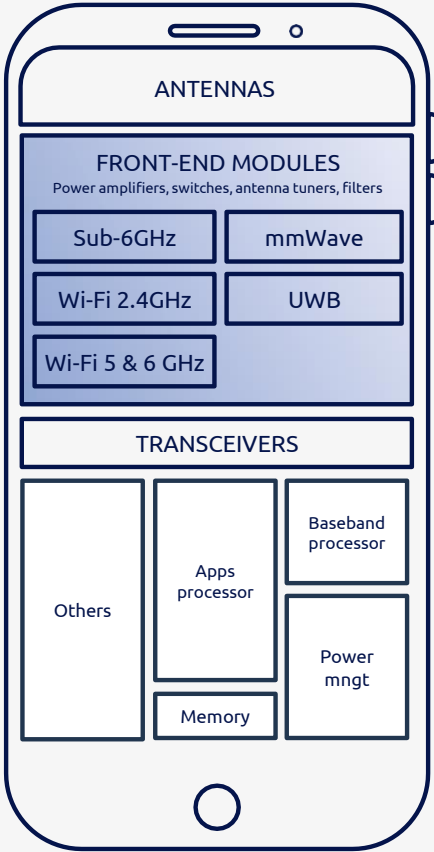 ANTENNAS
FRONT-END MODULES
Power amplifiers, switches, antenna tuners, filters
Sub-6GHz
mmWave
Wi-Fi 2.4GHz
UWB
Wi-Fi 5 & 6 GHz
TRANSCEIVERS
Others
Apps
processor
Memory
Baseband
processor
Power
mngt